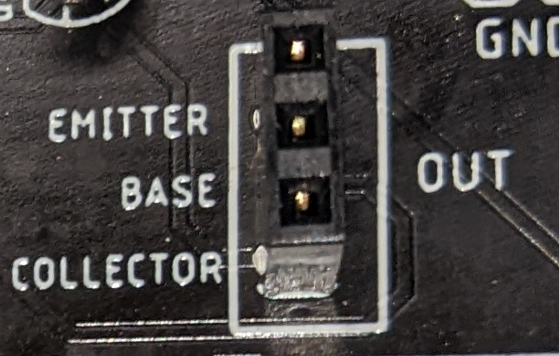 G
GND
EMITTER
BASE
OUT
COLLECTOR